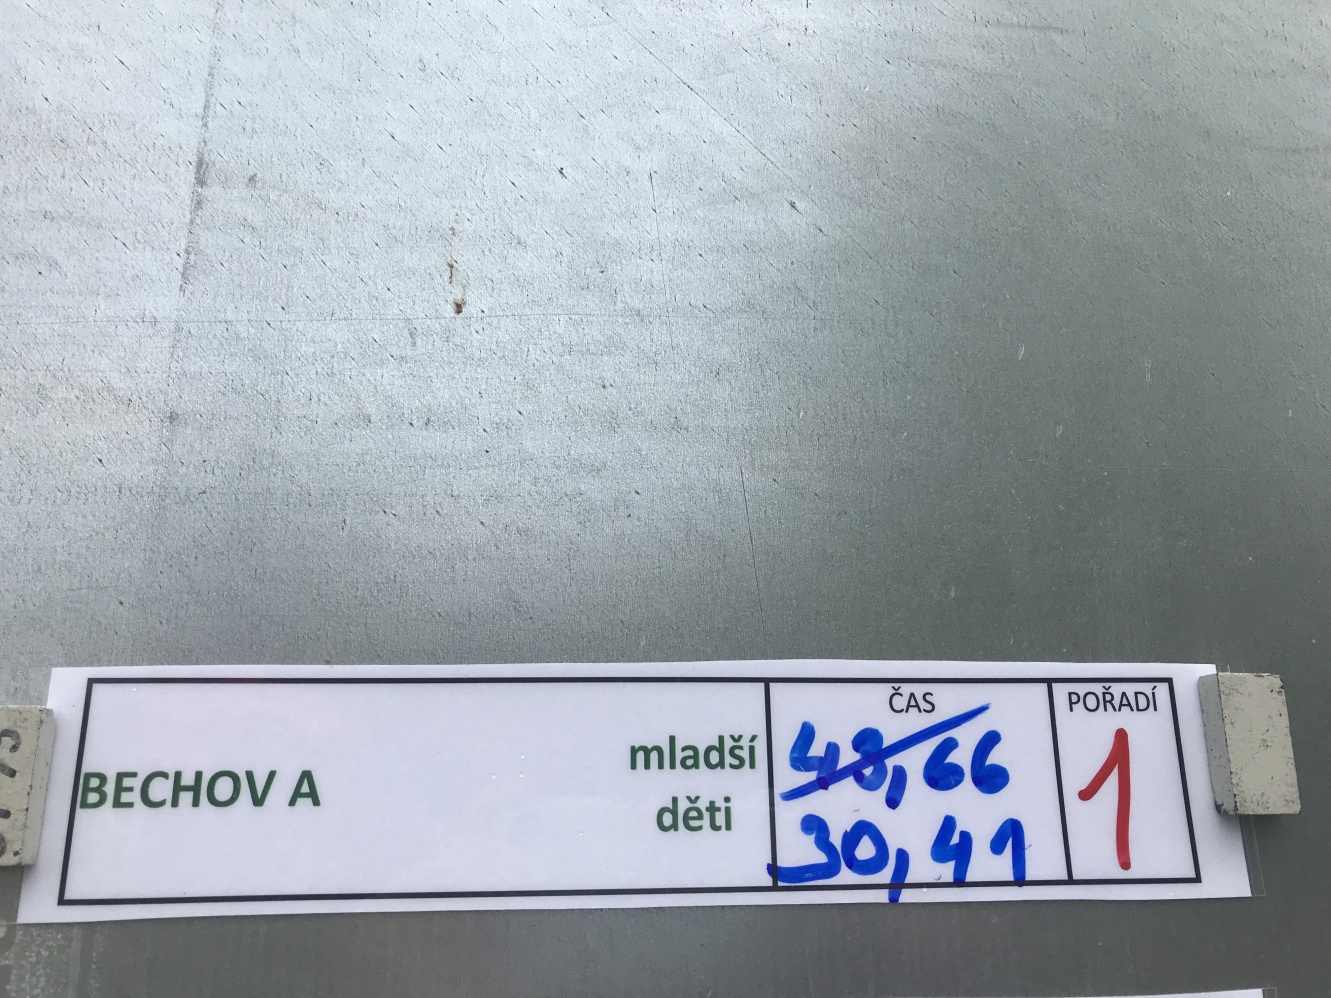 ČAS
POŘADÍ
BECHOV A
mladší
děti
48,66
30,41
1